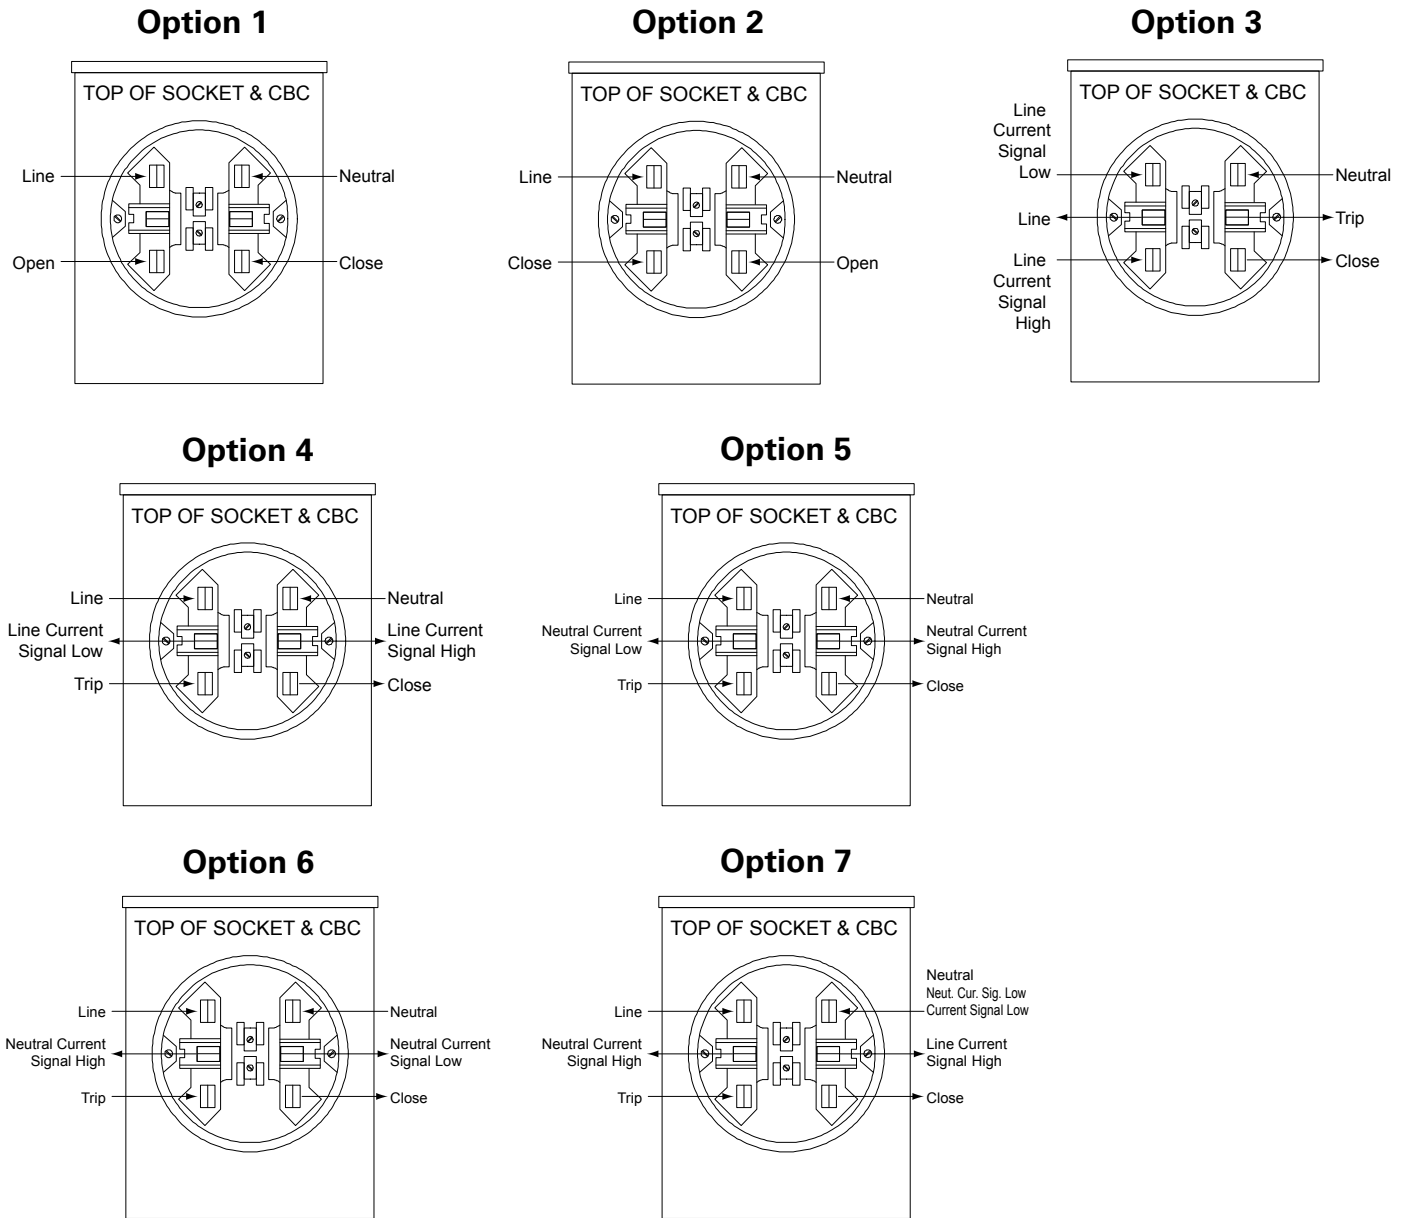 Option 1
TOP OF SOCKET & CBC
Line
Neutral
Open
Close
Option 2
TOP OF SOCKET & CBC
Line
Neutral
Close
Open
Option 3
TOP OF SOCKET & CBC
Line
Current
Signal
Low
Neutral
Line
Trip
Line
Current
Signal
High
Close
Option 4
TOP OF SOCKET & CBC
Line
Neutral
Line Current
Signal Low
Line Current
Signal High
Trip
Close
Option 5
TOP OF SOCKET & CBC
Line
Neutral
Neutral Current
Signal Low
Neutral Current
Signal High
Trip
Close
Option 6
TOP OF SOCKET & CBC
Line
Neutral
Neutral Current
Signal High
Neutral Current
Signal Low
Trip
Close
Option 7
TOP OF SOCKET & CBC
Line
Neutral
Neut. Cur. Sig. Low
Current Signal Low
Neutral Current
Signal High
Line Current
Signal High
Trip
Close